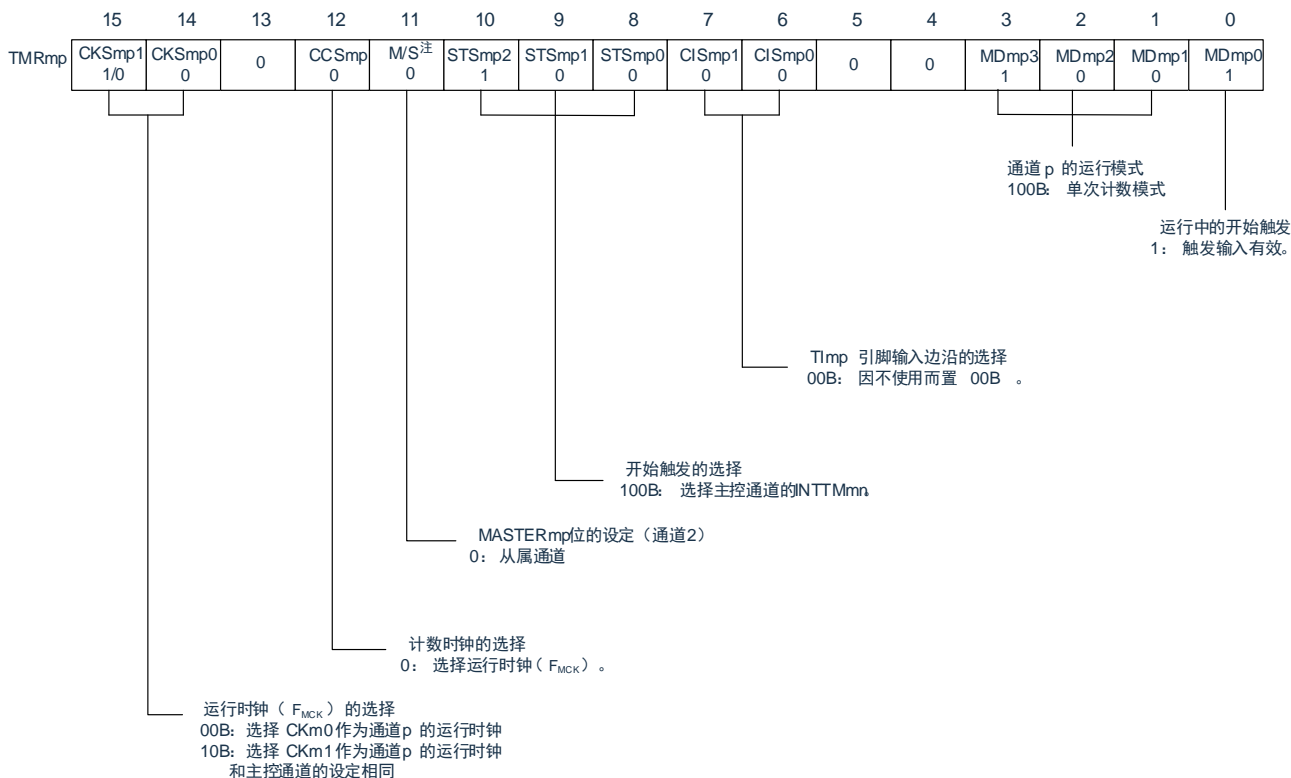 15 14 13 12 11 10 9 8 7 6 5 4 3 2 1 0
TMRmp CKSmp1 CKSmp0 0 CCSmp M/S注 STSmp2 STSmp1 STSmp0 CISmp1 CISmp0 0 0 MDmp3 MDmp2 MDmp1 MDmp0
1/0 0 0 0 1 0 0 0 0 1 0 0 1
通道p 的运行模式
100B: 单次计数模式
运行中的开始触发
1: 触发输入有效。
TImp 引脚输入边沿的选择
00B: 因不使用而置 00B 。
开始触发的选择
100B: 选择主控通道的INTTMmn。
MASTERmp位的设定（通道2）
0: 从属通道
计数时钟的选择
0: 选择运行时钟（FMCK）。
运行时钟（FMCK）的选择
00B: 选择 CKm0作为通道p 的运行时钟
10B: 选择 CKm1作为通道p 的运行时钟
和主控通道的设定相同